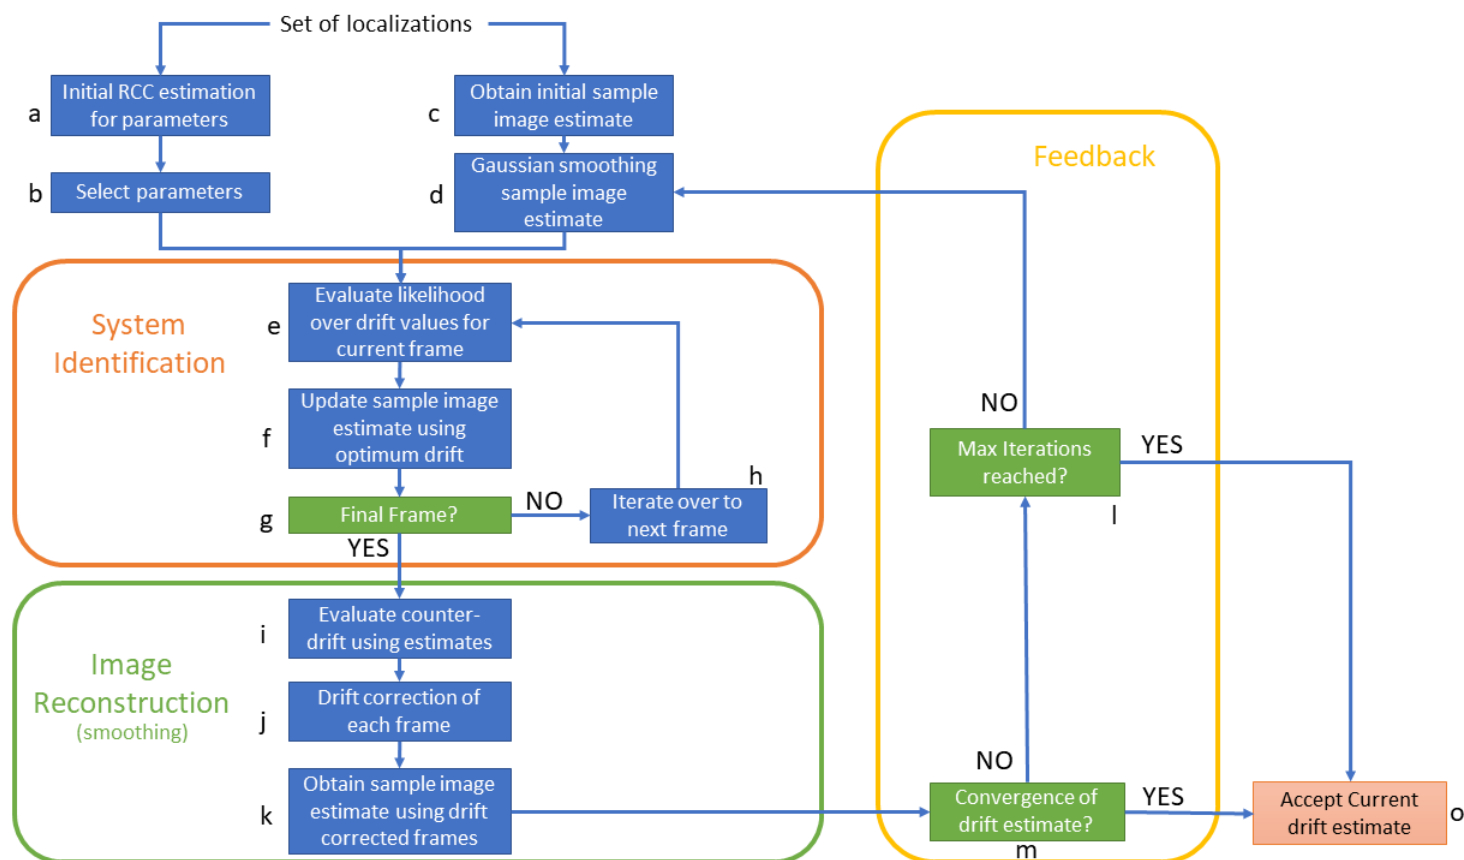 Set of localizations
a
Initial RCC estimation
for parameters
b
Select parameters
c
Obtain initial sample
image estimate
d
Gaussian smoothing
sample image
estimate
Feedback
System
Identification
e
Evaluate likelihood
over drift values for
current frame
f
Update sample image
estimate using
optimum drift
g
Final Frame?
NO
h
Iterate over to
next frame
YES
Image
Reconstruction
(smoothing)
i
Evaluate counter-
drift using estimates
j
Drift correction of
each frame
k
Obtain sample image
estimate using drift
corrected frames
NO
Max Iterations
reached?
YES
l
NO
Convergence of
drift estimate?
YES
m
Accept Current
drift estimate
o